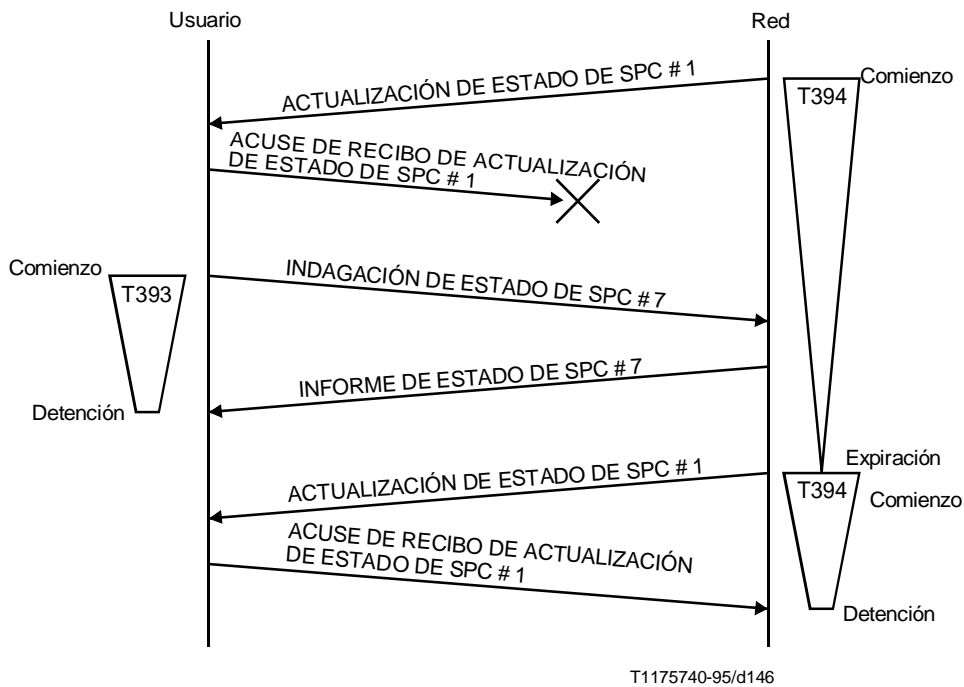 Usuario
Red
ACTUALIZACIÓN DE ESTADO DE SPC # 1
Comienzo
T394
ACUSE DE RECIBO DE ACTUALIZACIÓN
DE ESTADO DE SPC # 1
Comienzo
T393
INDAGACIÓN DE ESTADO DE SPC # 7
INFORME DE ESTADO DE SPC # 7
Detención
Expiración
ACTUALIZACIÓN DE ESTADO DE SPC # 1
T394
Comienzo
ACUSE DE RECIBO DE ACTUALIZACIÓN
DE ESTADO DE SPC # 1
Detención
T1175740-95/d146